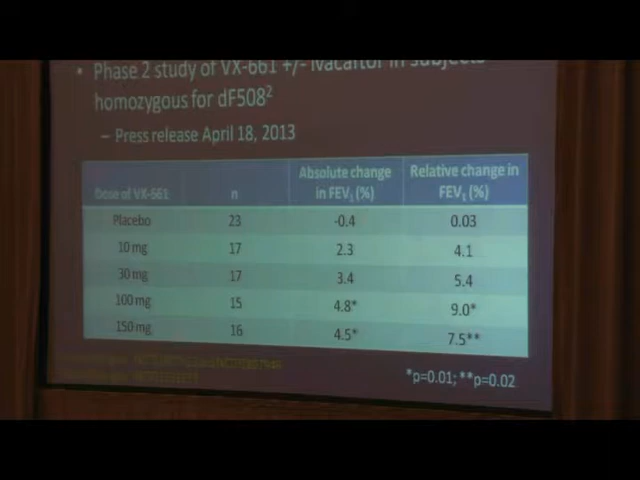 • Phase 2 study of VX-661 +/- ivacaftor in subjects
homozygous for dF508²
– Press release April 18, 2013
Dose of VX-661 n Absolute change in FEV₁ (%) Relative change in FEV₁ (%)
Placebo 23 -0.4 0.03
10 mg 17 2.3 4.1
30 mg 17 3.4 5.4
100 mg 15 4.8* 9.0*
150 mg 16 4.5* 7.5**
*p=0.01; **p=0.02